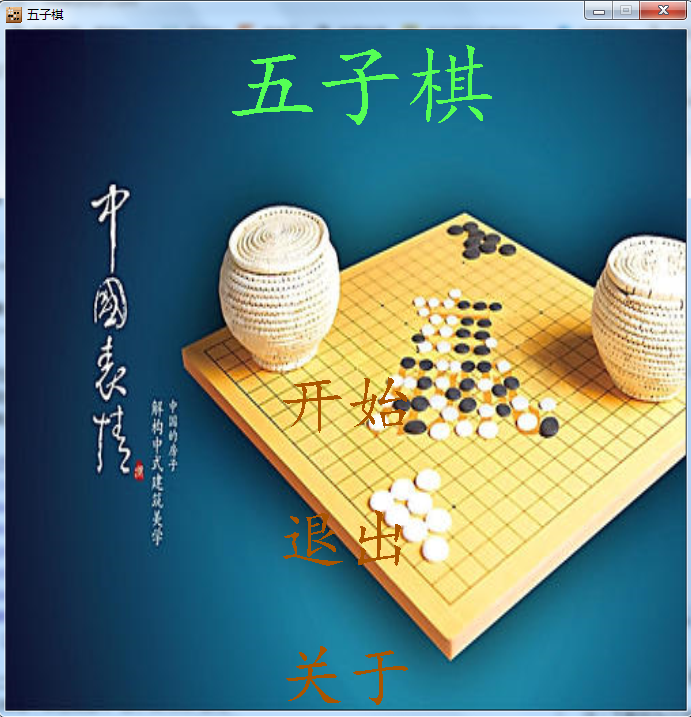 五子棋
五子棋
中國表情
中国的房子
解构中式建筑美学
开始
退出
关于